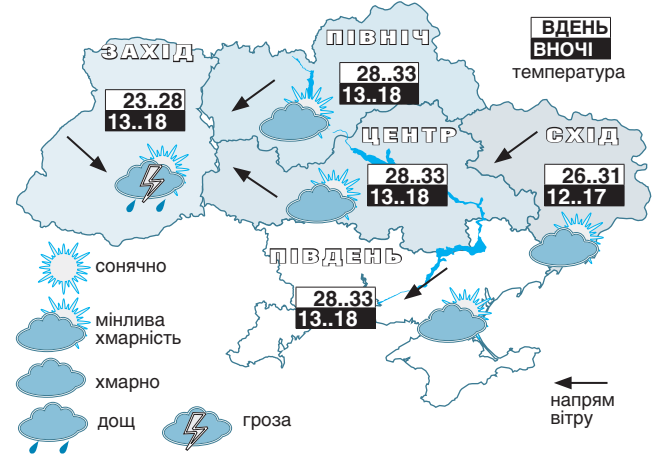 ЗАХІД
23..28
13..18
ПІВНІЧ
28..33
13..18
ВДЕНЬ
ВНОЧІ
температура
ЦЕНТР
28..33
13..18
СХІД
26..31
12..17
ПІВДЕНЬ
28..33
13..18
сонячно
мінлива
хмарність
хмарно
дощ
гроза
напрям
вітру